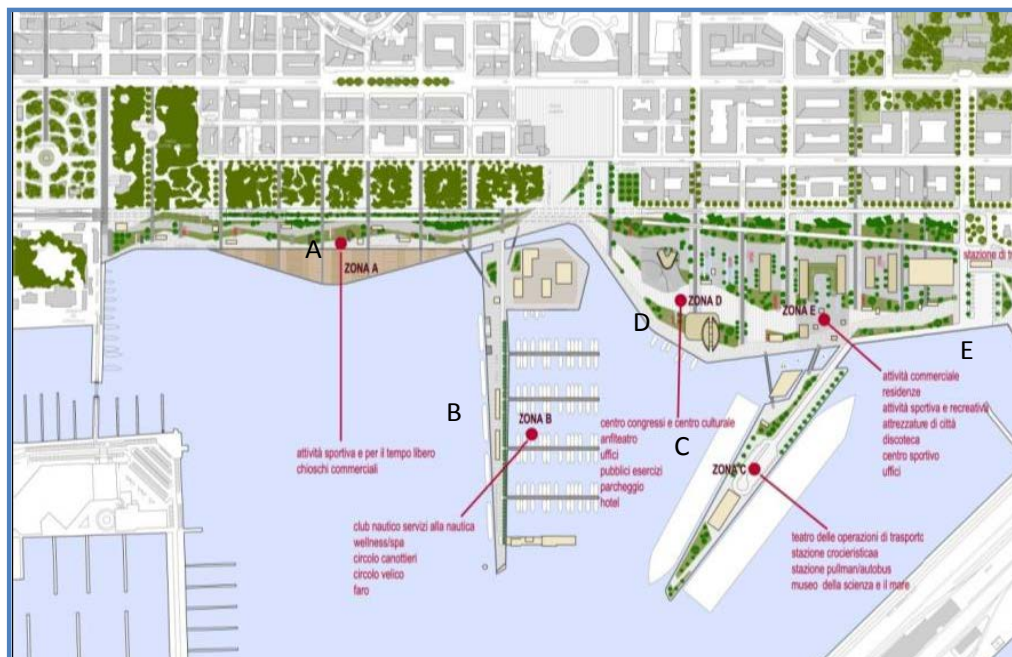 A
ZONA A
attività sportiva e per il tempo libero
chioschi commerciali
B
ZONA B
club nautico servizi alla nautica
wellness/spa
circolo canottieri
circolo velico
faro
D
ZONA D
centro congressi e centro culturale
anfiteatro
uffici
pubblici esercizi
parcheggio
hotel
C
ZONA C
teatro delle operazioni di trasporto
stazione crocieristicaa
stazione pullman/autobus
museo della scienza e il mare
ZONA E
E
attività commerciale
residenze
attività sportiva e recreativa
attrezzature di città
discoteca
centro sportivo
uffici
stazione di tr